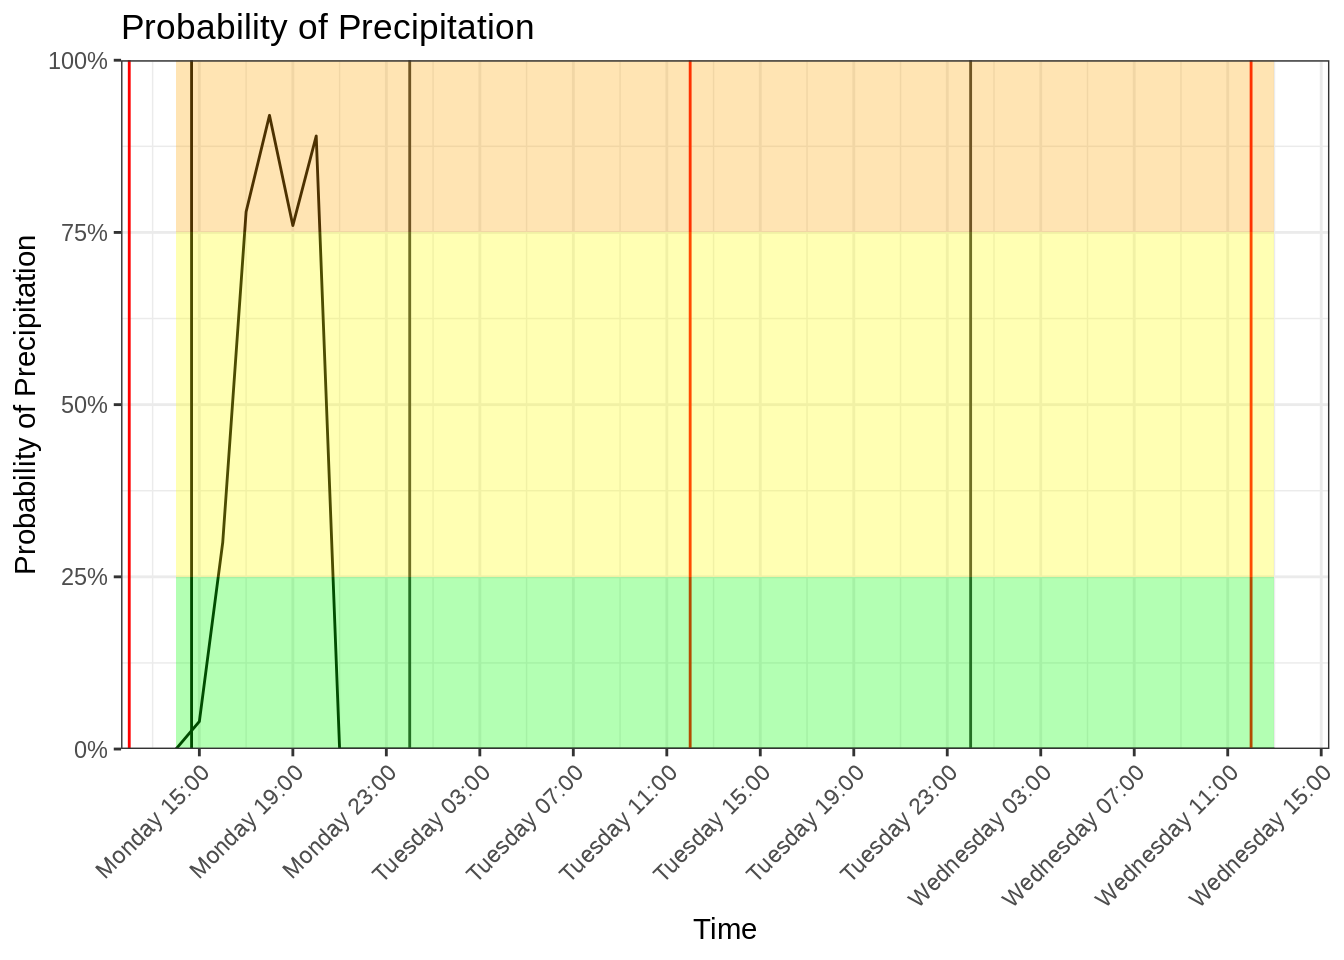 Probability of Precipitation
Probability of Precipitation
100%
75%
50%
25%
0%
Monday 15:00
Monday 19:00
Monday 23:00
Tuesday 03:00
Tuesday 07:00
Tuesday 11:00
Tuesday 15:00
Tuesday 19:00
Tuesday 23:00
Wednesday 03:00
Wednesday 07:00
Wednesday 11:00
Wednesday 15:00
Time